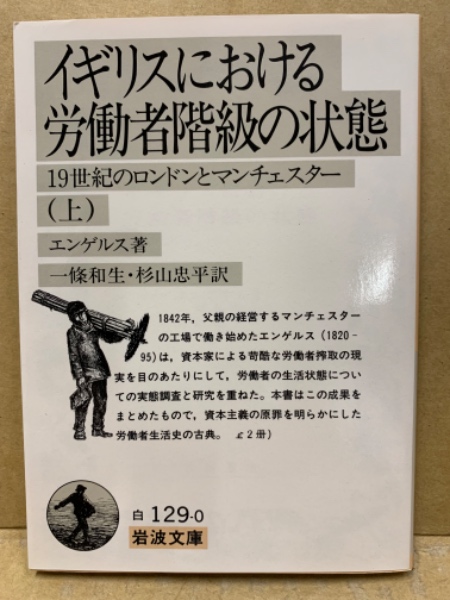 イギリスにおける
労働者階級の状態
19世紀のロンドンとマンチェスター
(上)
エンゲルス著
一條和生・杉山忠平訳
1842年，父親の経営するマンチェスター
の工場で働き始めたエンゲルス（1820－
95）は，資本家による苛酷な労働者搾取の現
実を目のあたりにして，労働者の生活状態につい
ての実態調査と研究を重ねた。本書はこの成果を
まとめたもので，資本主義の原罪を明らかにした
労働者生活史の古典。
2冊）
白 129-0
岩波文庫